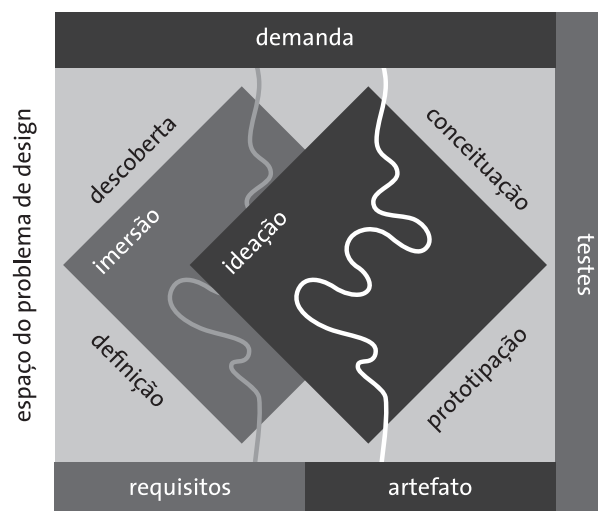 demanda
espaço do problema de design
descoberta
imersão
ideação
conceituação
testes
definição
prototipação
requisitos
artefato